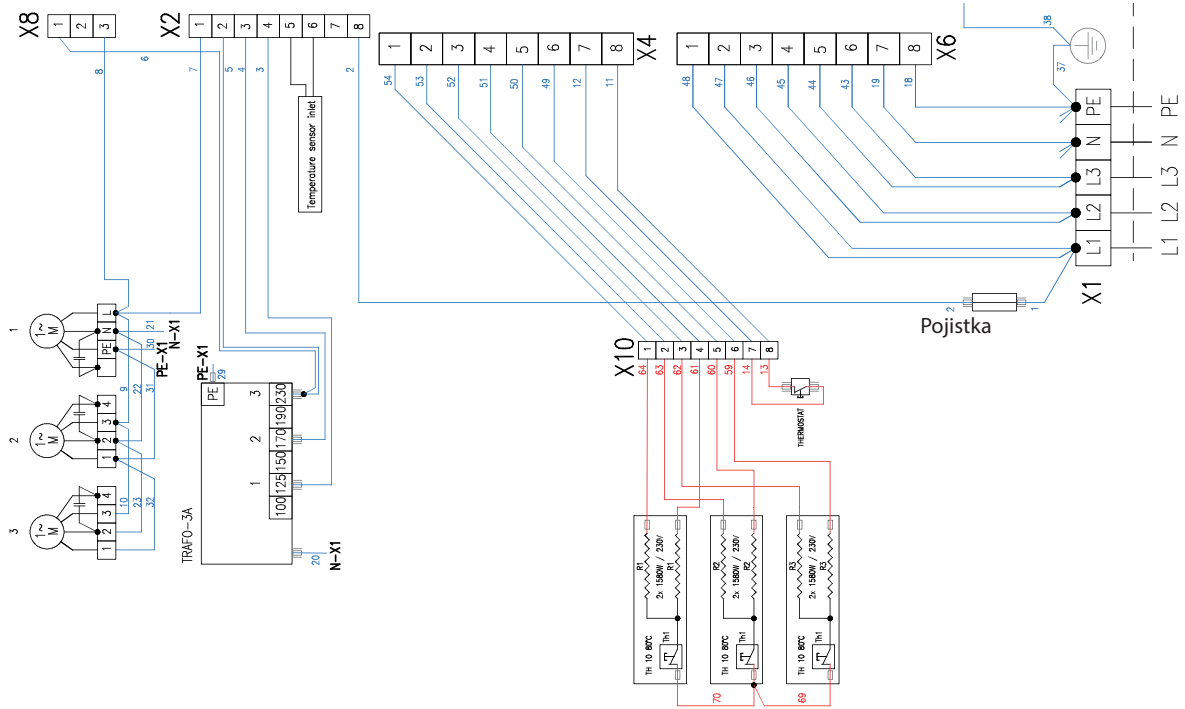 X8
1
2
3
X2
1
2
3
4
5
6
7
8
1
2
3
4
5
6
7
8
X4
1
2
3
4
5
6
7
8
X6
38
37
8
6
7
5
4
3
2
54
53
52
51
50
49
12
11
48
47
46
45
44
43
19
18
Temperature sensor inlet
PE
N
L3
L2
L1
PE
N
L3
L2
L1
X1
2
1
Pojistka
1
1~
M
L
N
PE
21
N-X1
30
PE-X1
9
22
31
2
1~
M
4
3
2
1
10
23
32
3
1~
M
4
3
2
1
PE-X1
29
PE
3
2
1
230
190
170
150
125
100
TRAFO-3A
20
N-X1
X10
1
2
3
4
5
6
7
8
64
63
62
61
60
59
14
13
THERMOSTAT
R1
R1
2x 1580W / 230/
TH 10 80°C
Th1
R2
R2
2x 1580W / 230/
TH 10 80°C
Th1
R3
R3
2x 1580W / 230/
TH 10 80°C
Th1
70
69